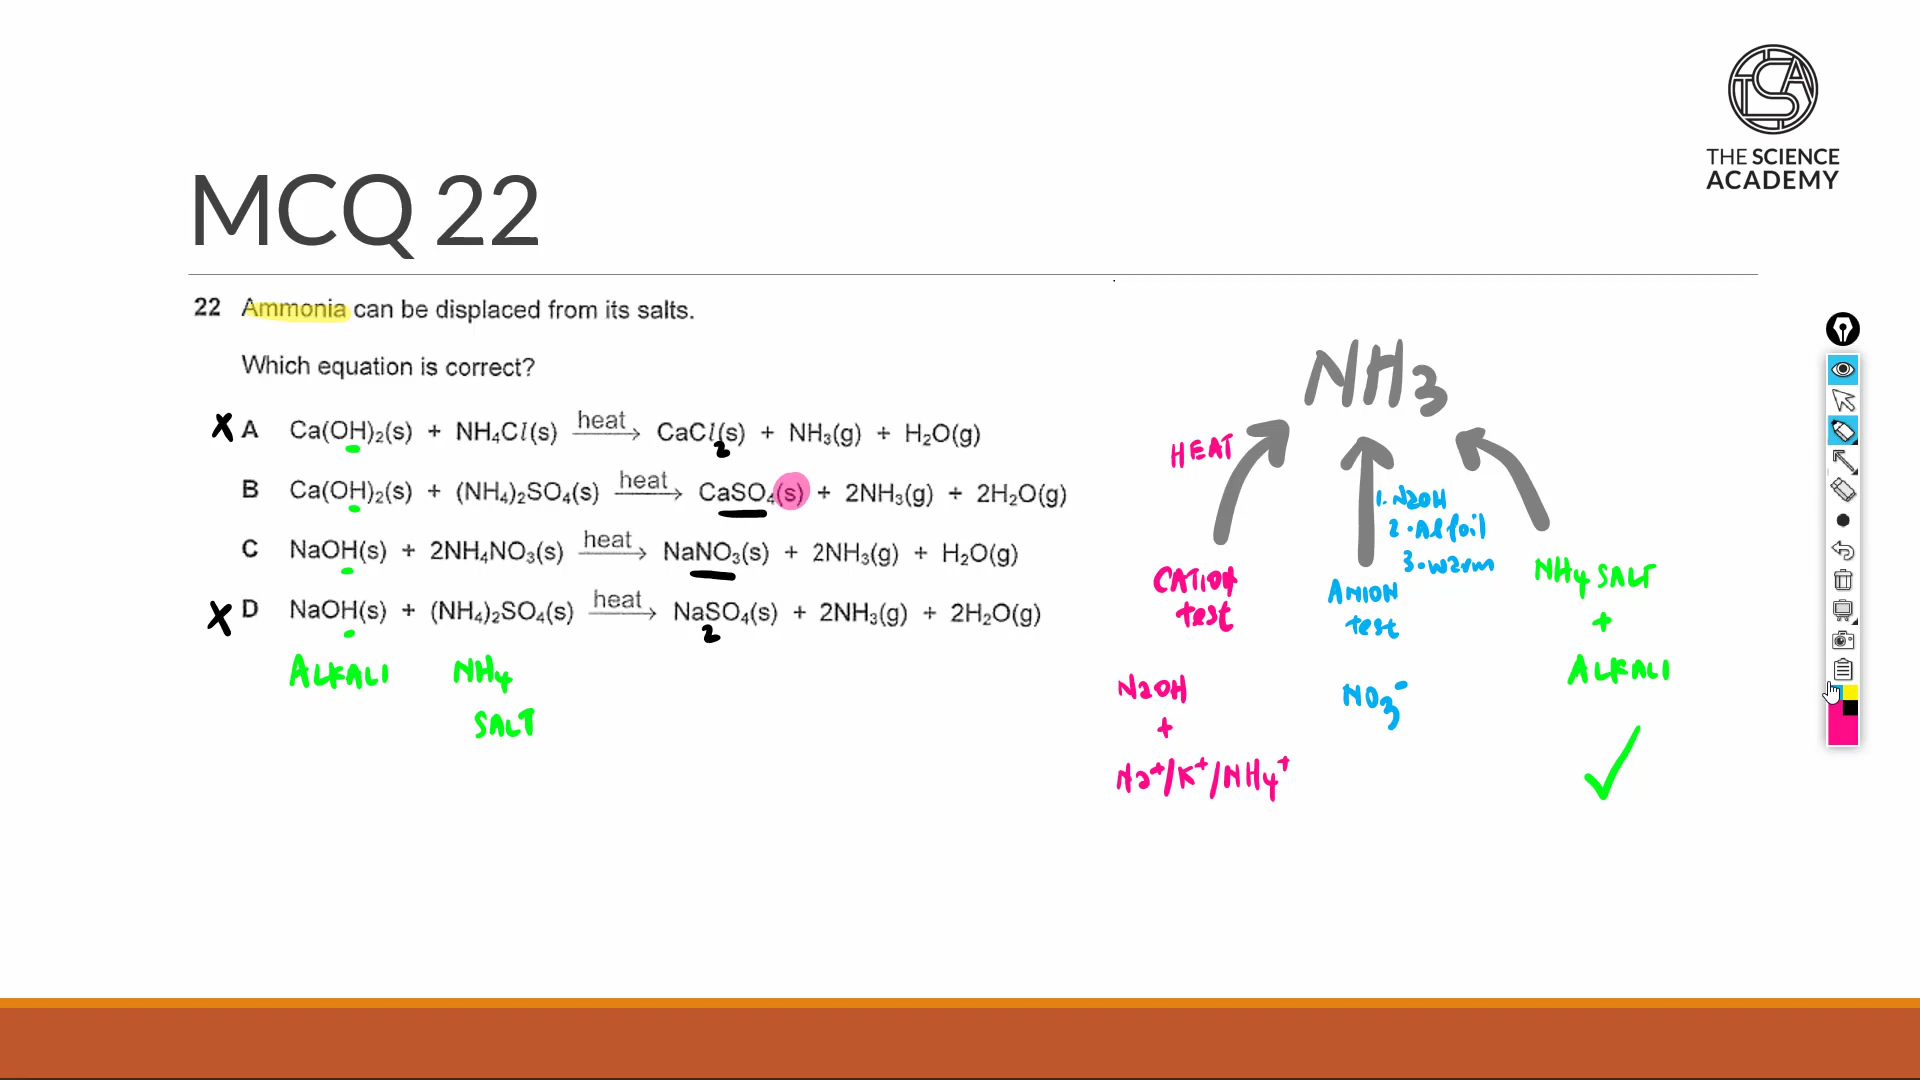 THE SCIENCE
ACADEMY
MCQ 22
22 Ammonia can be displaced from its salts.
Which equation is correct?
X A Ca(OH)₂(s) + NH₄Cl(s) heat → CaCl(s) + NH₃(g) + H₂O(g)
2
B Ca(OH)₂(s) + (NH₄)₂SO₄(s) heat → CaSO₄(s) + 2NH₃(g) + 2H₂O(g)
C NaOH(s) + 2NH₄NO₃(s) heat → NaNO₃(s) + 2NH₃(g) + H₂O(g)
X D NaOH(s) + (NH₄)₂SO₄(s) heat → NaSO₄(s) + 2NH₃(g) + 2H₂O(g)
2
ALKALI NH₄
SALT
NH₃
HEAT
1. NaOH
2. Al foil
3. warm
CATION
test
NaOH
+
Na⁺/K⁺/NH₄⁺
ANION
test
NO₃⁻
NH₄ SALT
+
ALKALI